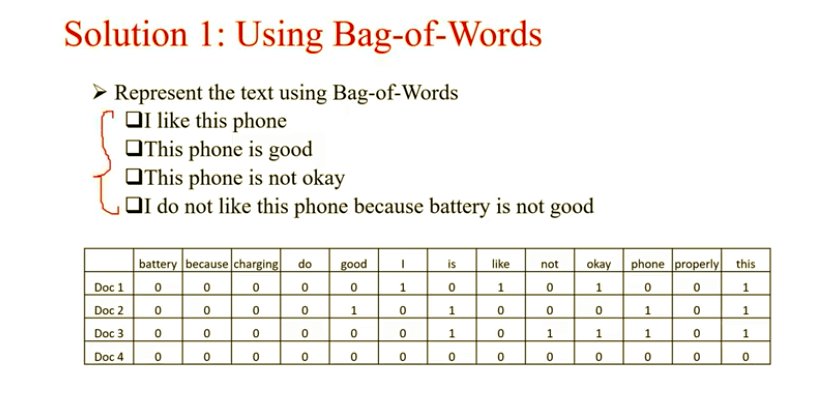 Solution 1: Using Bag-of-Words
➤ Represent the text using Bag-of-Words
❑I like this phone
❑This phone is good
❑This phone is not okay
❑I do not like this phone because battery is not good
battery because charging do good I is like not okay phone properly this
Doc 1 0 0 0 0 0 1 0 1 0 1 0 0 1
Doc 2 0 0 0 0 1 0 1 0 0 0 1 0 1
Doc 3 0 0 0 0 0 0 1 0 1 1 1 0 1
Doc 4 0 0 0 0 0 0 0 0 0 0 0 0 0